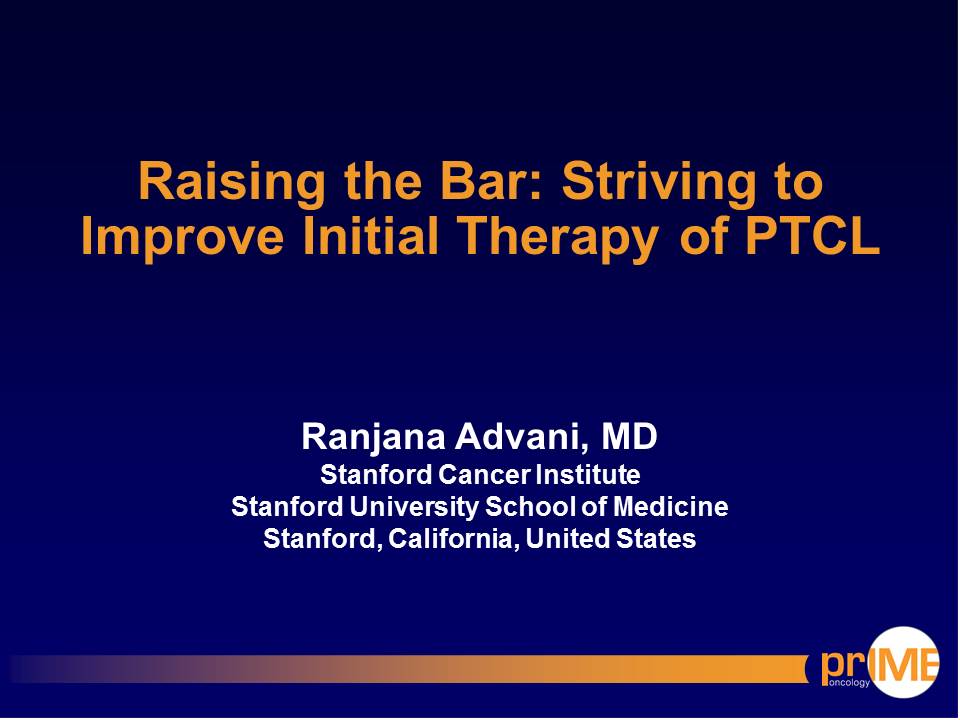 Raising the Bar: Striving to
Improve Initial Therapy of PTCL
Ranjana Advani, MD
Stanford Cancer Institute
Stanford University School of Medicine
Stanford, California, United States
prIME
oncology